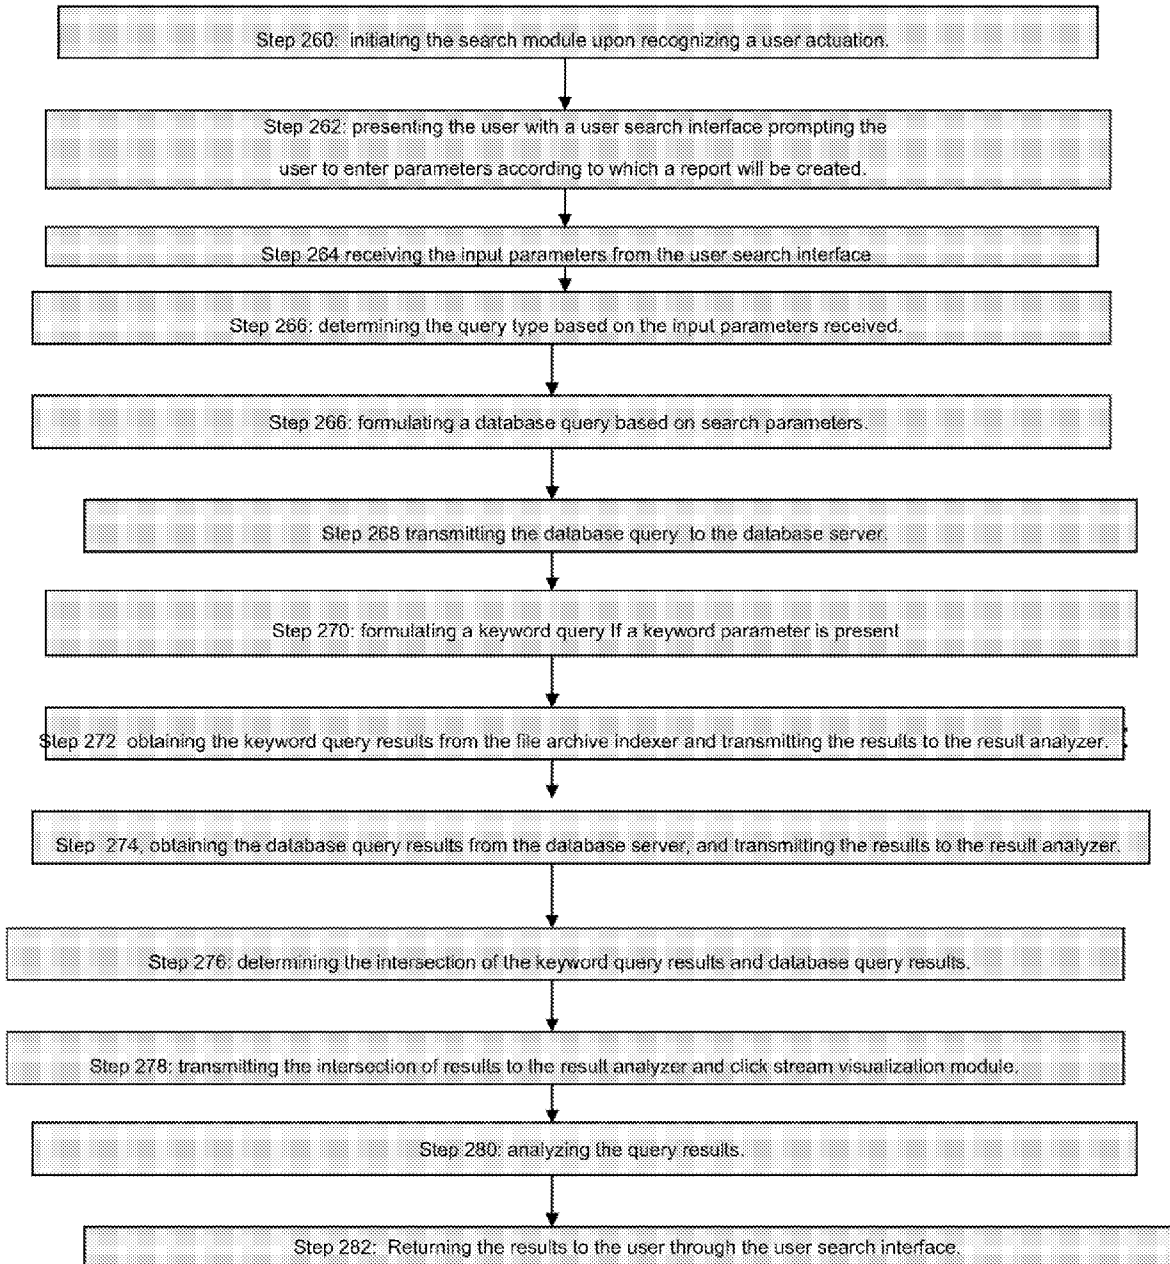 Step 260: initiating the search module upon recognizing a user actuation.
Step 262: presenting the user with a user search interface prompting the
user to enter parameters according to which a report will be created.
Step 264 receiving the input parameters from the user search interface
Step 266: determining the query type based on the input parameters received.
Step 266: formulating a database query based on search parameters.
Step 268 transmitting the database query to the database server.
Step 270: formulating a keyword query If a keyword parameter is present
Step 272 obtaining the keyword query results from the file archive indexer and transmitting the results to the result analyzer.
Step 274, obtaining the database query results from the database server, and transmitting the results to the result analyzer.
Step 276: determining the intersection of the keyword query results and database query results.
Step 278: transmitting the intersection of results to the result analyzer and click stream visualization module.
Step 280: analyzing the query results.
Step 282: Returning the results to the user through the user search interface.